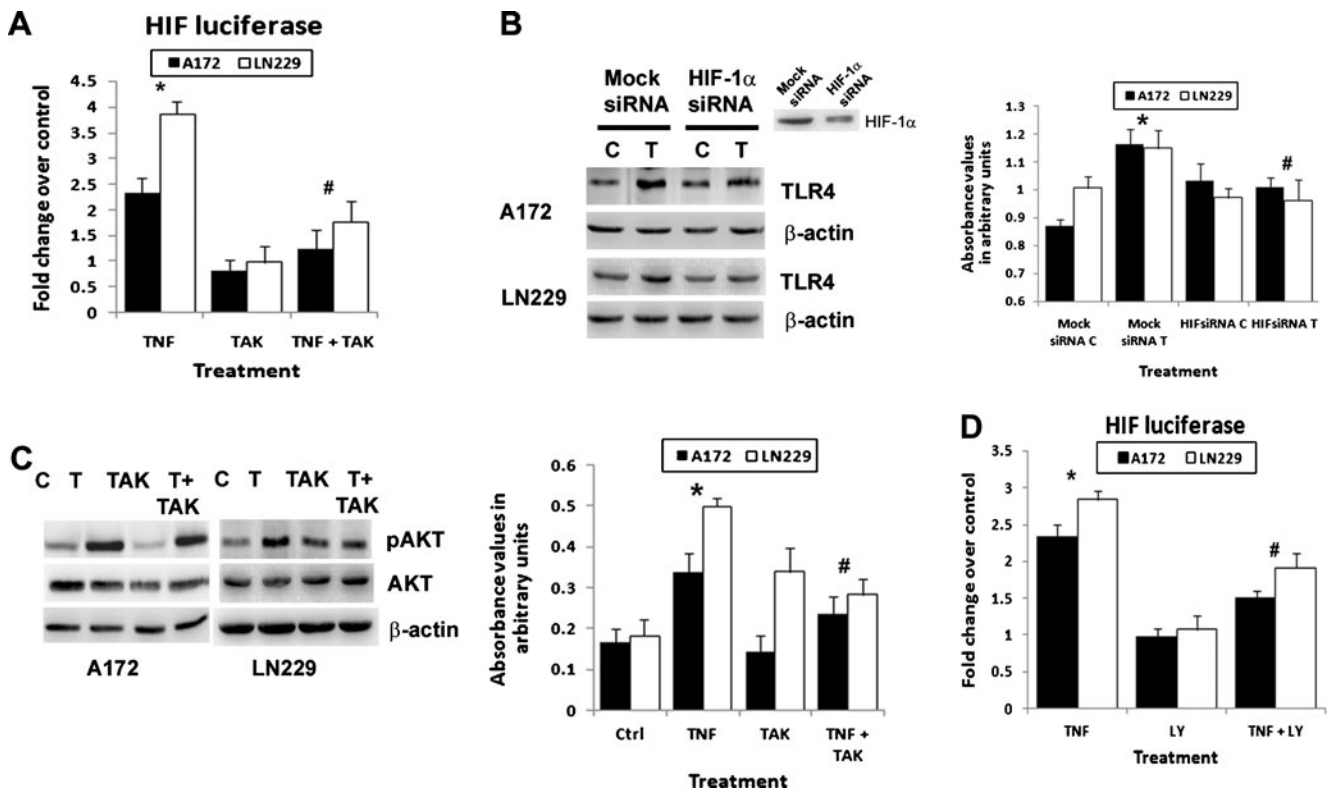 A
HIF luciferase
A172 LN229
4.5
4
3.5
3
2.5
2
1.5
1
0.5
0
*
#
Fold change over control
TNF TAK TNF + TAK
Treatment
B
Mock siRNA HIF-1α siRNA
C T C T
Mock siRNA HIF-1α siRNA
HIF-1α
A172
TLR4
β-actin
LN229
TLR4
β-actin
A172 LN229
1.3
1.2
1.1
1
0.9
0.8
0.7
0.6
*
#
Absorbance values in arbitrary units
Mock siRNA C Mock siRNA T HIFsiRNA C HIFsiRNA T
Treatment
C
C T TAK T+ TAK C T TAK T+ TAK
pAKT
AKT
β-actin
A172 LN229
A172 LN229
0.6
0.5
0.4
0.3
0.2
0.1
0
*
#
Absorbance values in arbitrary units
Ctrl TNF TAK TNF + TAK
Treatment
D
HIF luciferase
A172 LN229
3.5
3
2.5
2
1.5
1
0.5
0
*
#
Fold change over control
TNF LY TNF + LY
Treatment